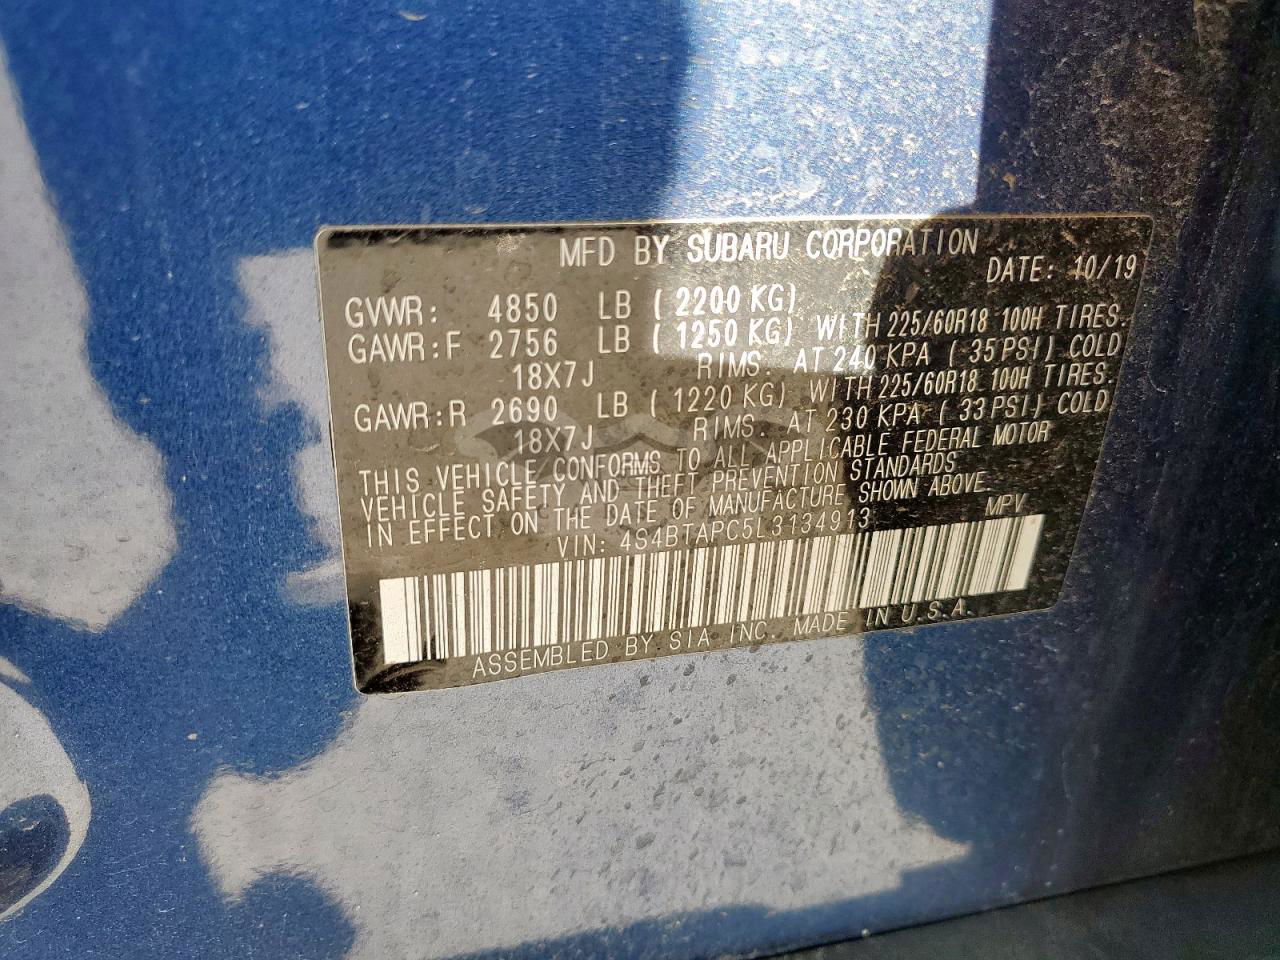 MFD BY SUBARU CORPORATION
DATE: 10/19
GVWR: 4850 LB (2200 KG)
GAWR:F 2756 LB (1250 KG) WITH 225/60R18 100H TIRES.
18X7J RIMS. AT 240 KPA (35PSI) COLD
GAWR:R 2690 LB (1220 KG) WITH 225/60R18 100H TIRES.
18X7J RIMS. AT 230 KPA (33PSI) COLD
THIS VEHICLE CONFORMS TO ALL APPLICABLE FEDERAL MOTOR
VEHICLE SAFETY AND THEFT PREVENTION STANDARDS
IN EFFECT ON THE DATE OF MANUFACTURE SHOWN ABOVE
VIN: 4S4BTAPC5L3134913 MPV
ASSEMBLED BY SIA INC. MADE IN U.S.A.